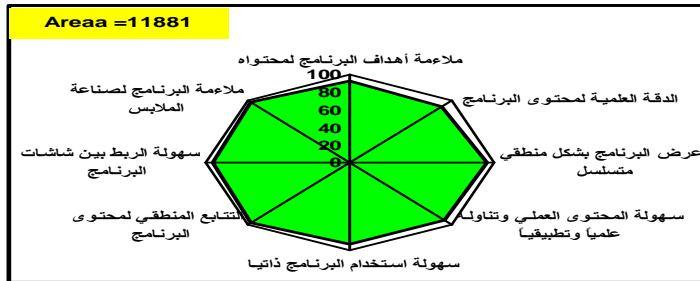 Areaa =11881
ملاءمة أهداف البرنامج لمحتواه
100
80
60
40
20
0
الدقة العلمية لمحتوى البرنامج
عرض البرنامج بشكل منطقي
متسلسل
سهولة المحتوى العملي وتناوله
علمياً وتطبيقياً
سهولة استخدام البرنامج ذاتيا
التتابع المنطقي لمحتوى
البرنامج
سهولة الربط بين شاشات
البرنامج
ملاءمة البرنامج لصناعة
الملابس